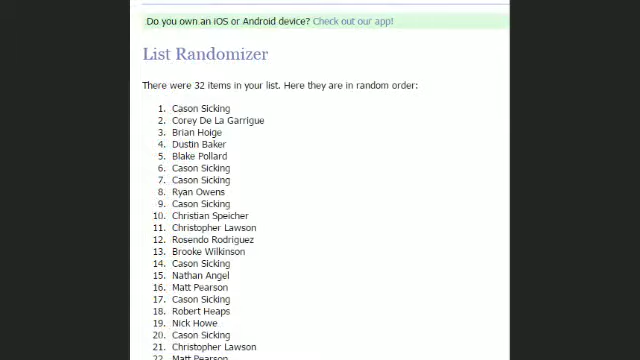 Do you own an iOS or Android device? Check out our app!
List Randomizer
There were 32 items in your list. Here they are in random order:
1. Cason Sicking
2. Corey De La Garrigue
3. Brian Hoige
4. Dustin Baker
5. Blake Pollard
6. Cason Sicking
7. Cason Sicking
8. Ryan Owens
9. Cason Sicking
10. Christian Speicher
11. Christopher Lawson
12. Rosendo Rodriguez
13. Brooke Wilkinson
14. Cason Sicking
15. Nathan Angel
16. Matt Pearson
17. Cason Sicking
18. Robert Heaps
19. Nick Howe
20. Cason Sicking
21. Christopher Lawson
22. Matt Pearson